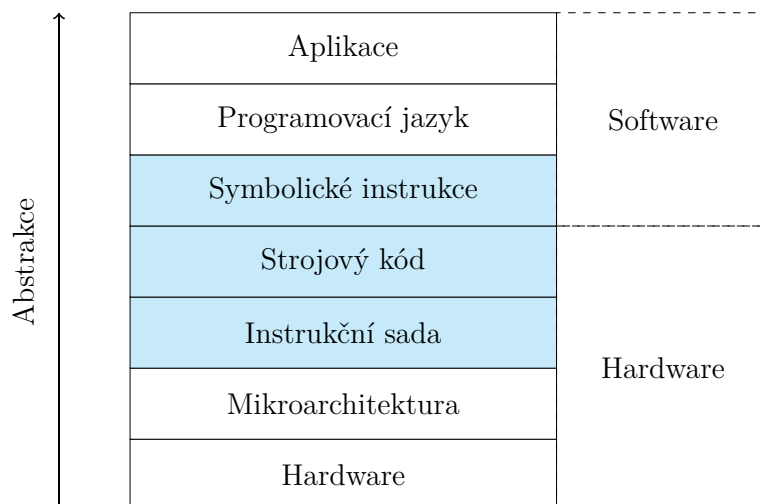 Abstrakce
Aplikace
Programovací jazyk
Symbolické instrukce
Strojový kód
Instrukční sada
Mikroarchitektura
Hardware
Software
Hardware